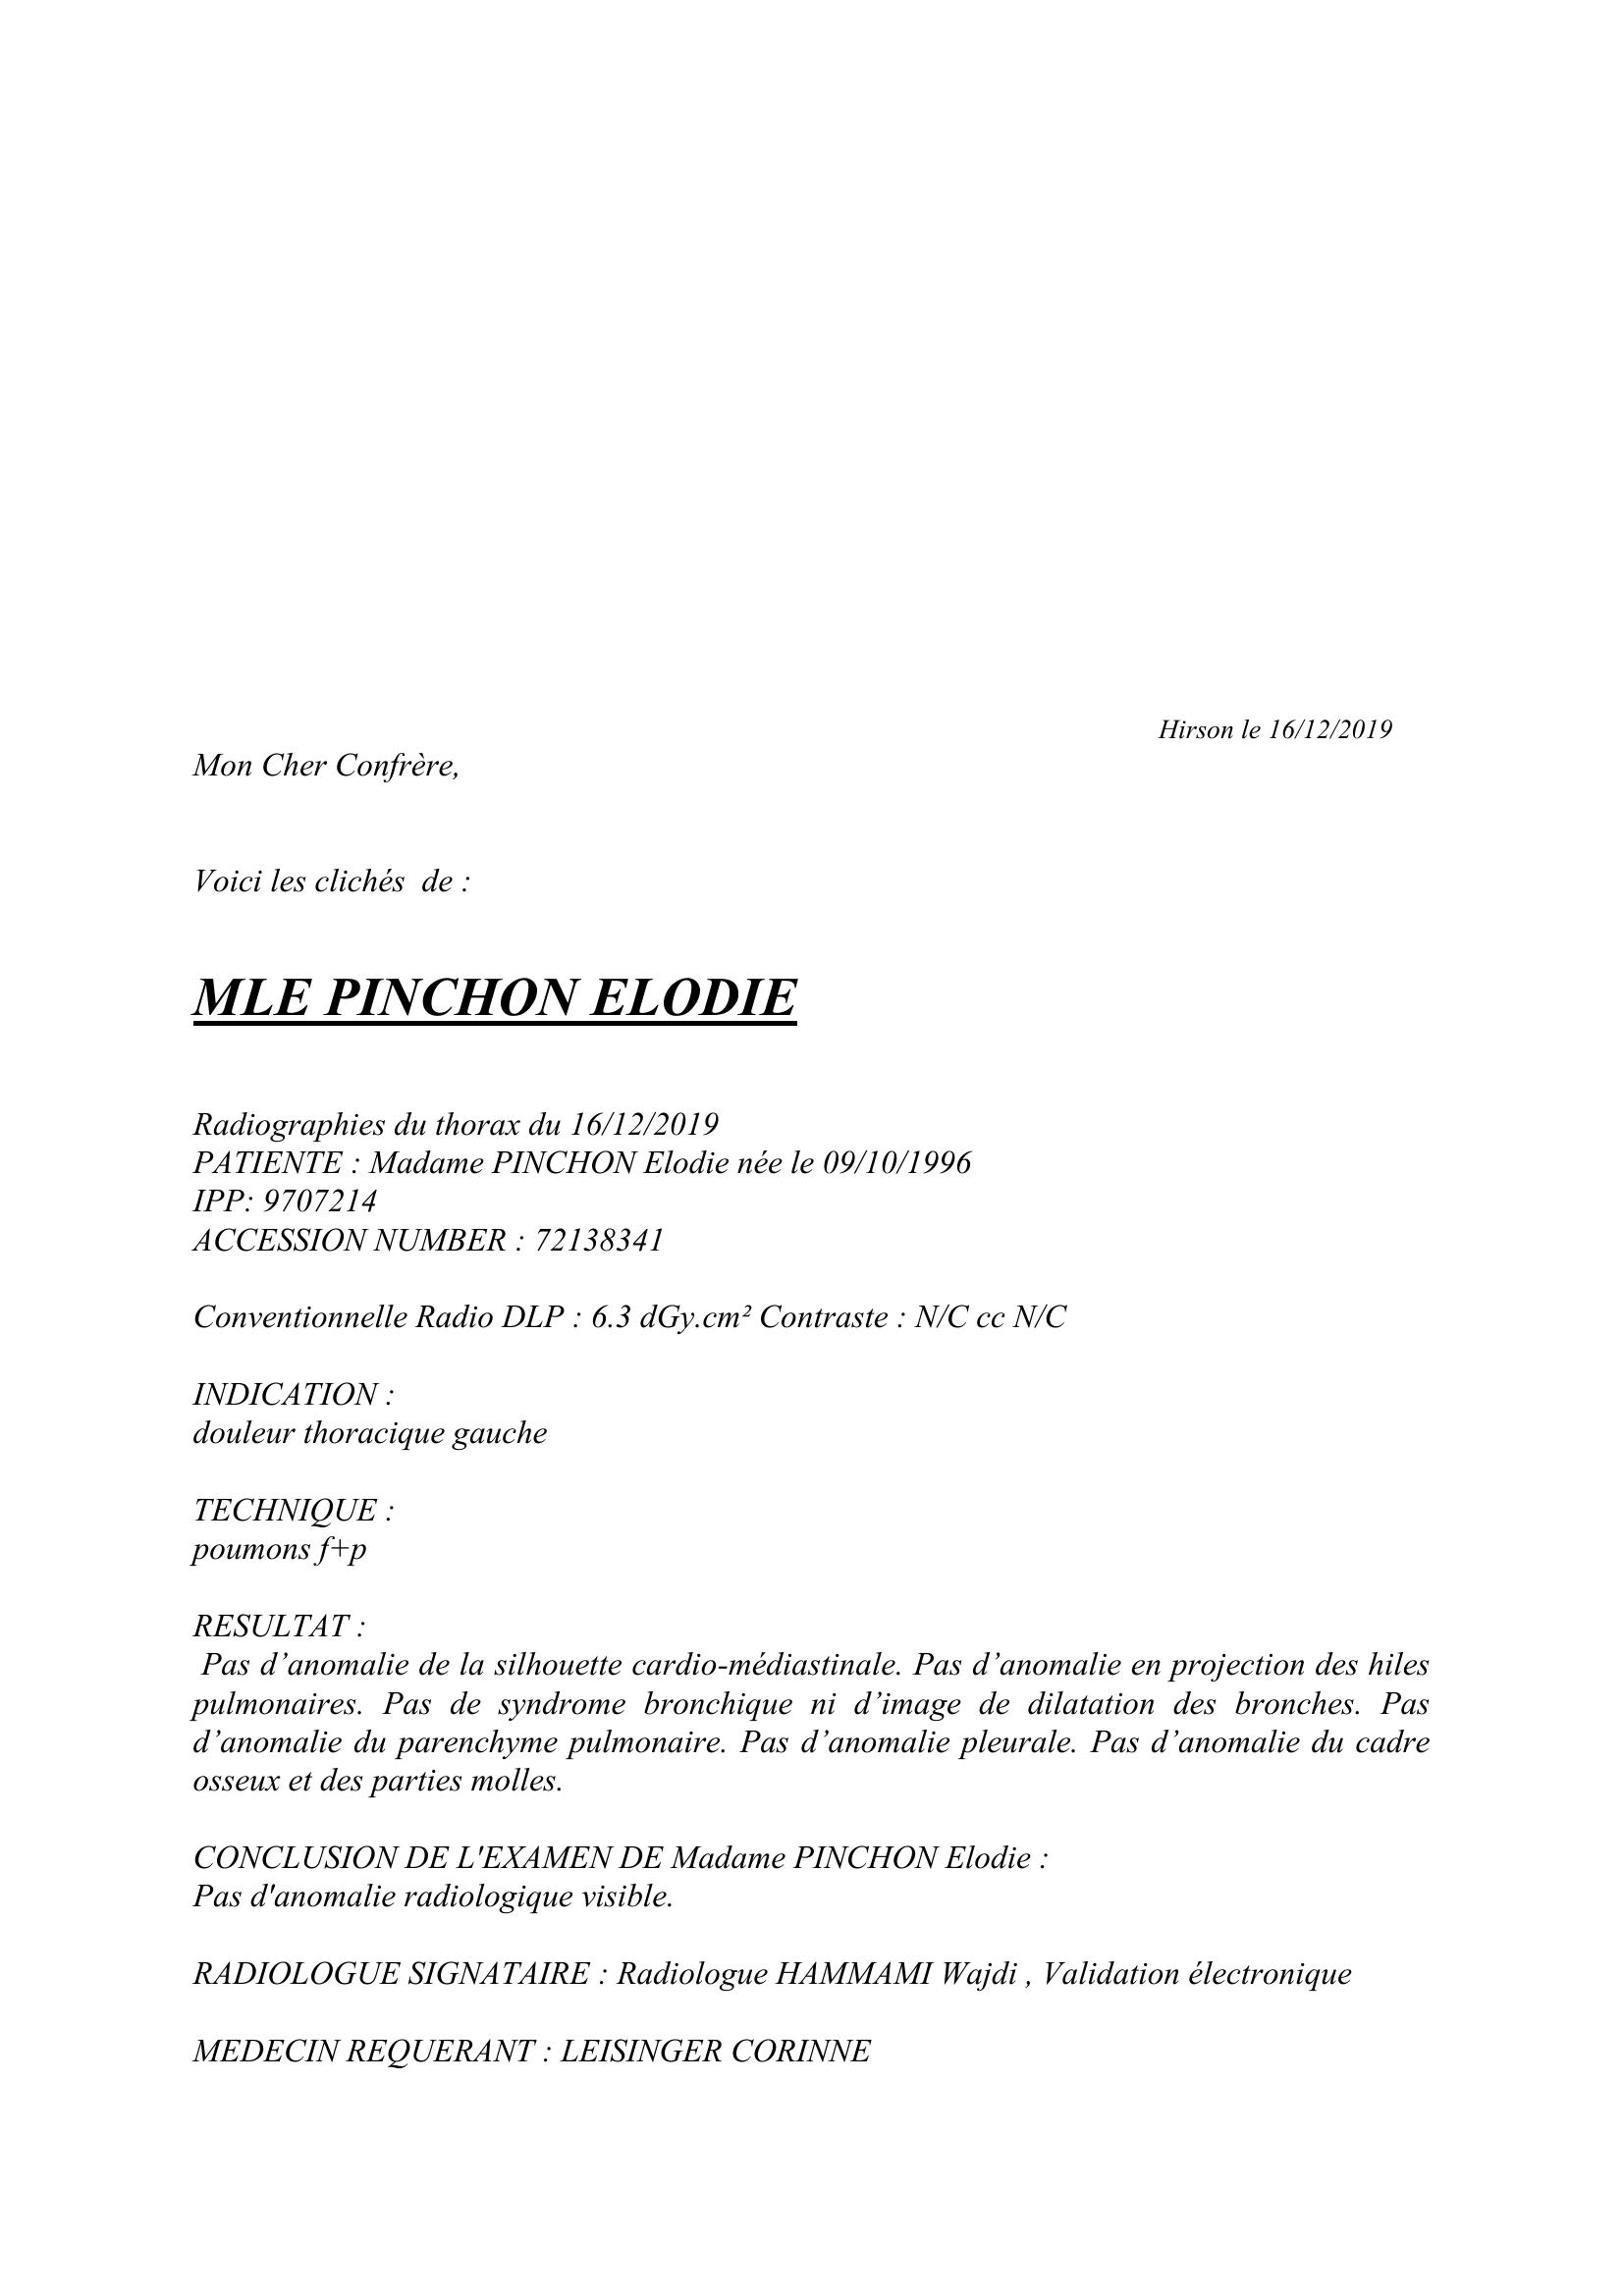 Hirson le 16/12/2019
Mon Cher Confrère,
Voici les clichés  de :
MLE PINCHON ELODIE
Radiographies du thorax du 16/12/2019
PATIENTE : Madame PINCHON Elodie née le 09/10/1996
IPP: 9707214
ACCESSION NUMBER : 72138341
Conventionnelle Radio DLP : 6.3 dGy.cm² Contraste : N/C cc N/C
INDICATION :
douleur thoracique gauche
TECHNIQUE :
poumons f+p
RESULTAT :
Pas d’anomalie de la silhouette cardio-médiastinale. Pas d’anomalie en projection des hiles
pulmonaires. Pas de syndrome bronchique ni d’image de dilatation des bronches. Pas
d’anomalie du parenchyme pulmonaire. Pas d’anomalie pleurale. Pas d’anomalie du cadre
osseux et des parties molles.
CONCLUSION DE L'EXAMEN DE Madame PINCHON Elodie :
Pas d'anomalie radiologique visible.
RADIOLOGUE SIGNATAIRE : Radiologue HAMMAMI Wajdi , Validation électronique
MEDECIN REQUERANT : LEISINGER CORINNE